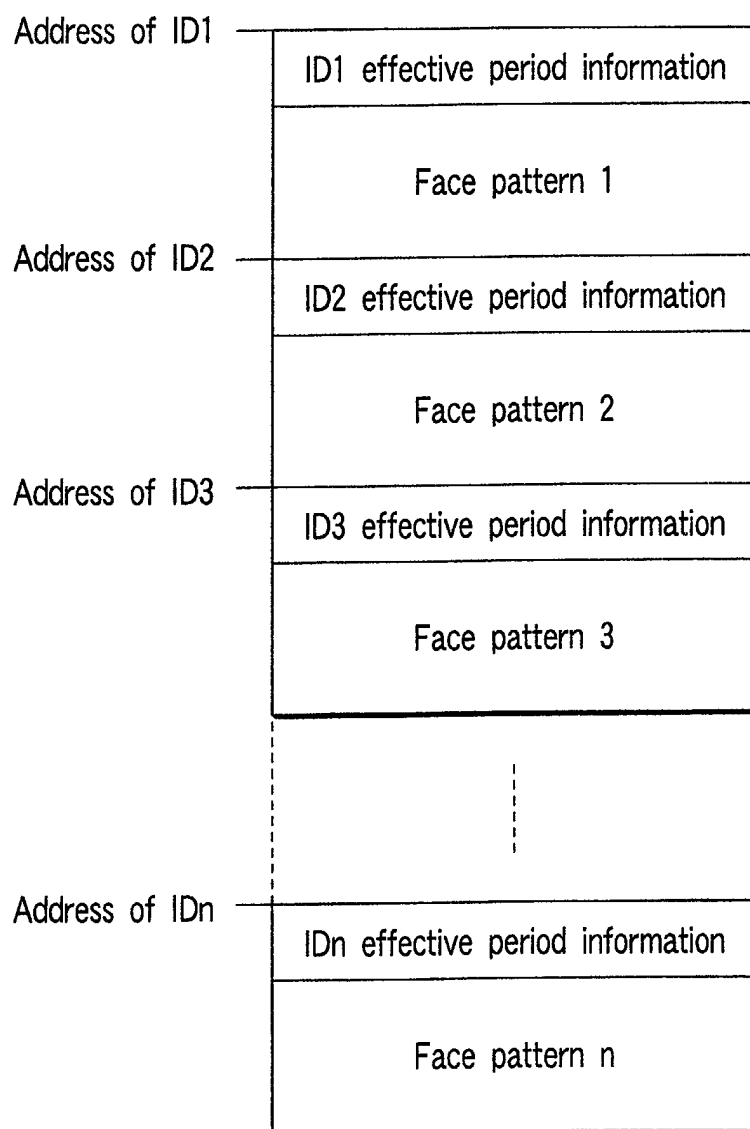 Address of ID1
ID1 effective period information
Face pattern 1
Address of ID2
ID2 effective period information
Face pattern 2
Address of ID3
ID3 effective period information
Face pattern 3
Address of IDn
IDn effective period information
Face pattern n